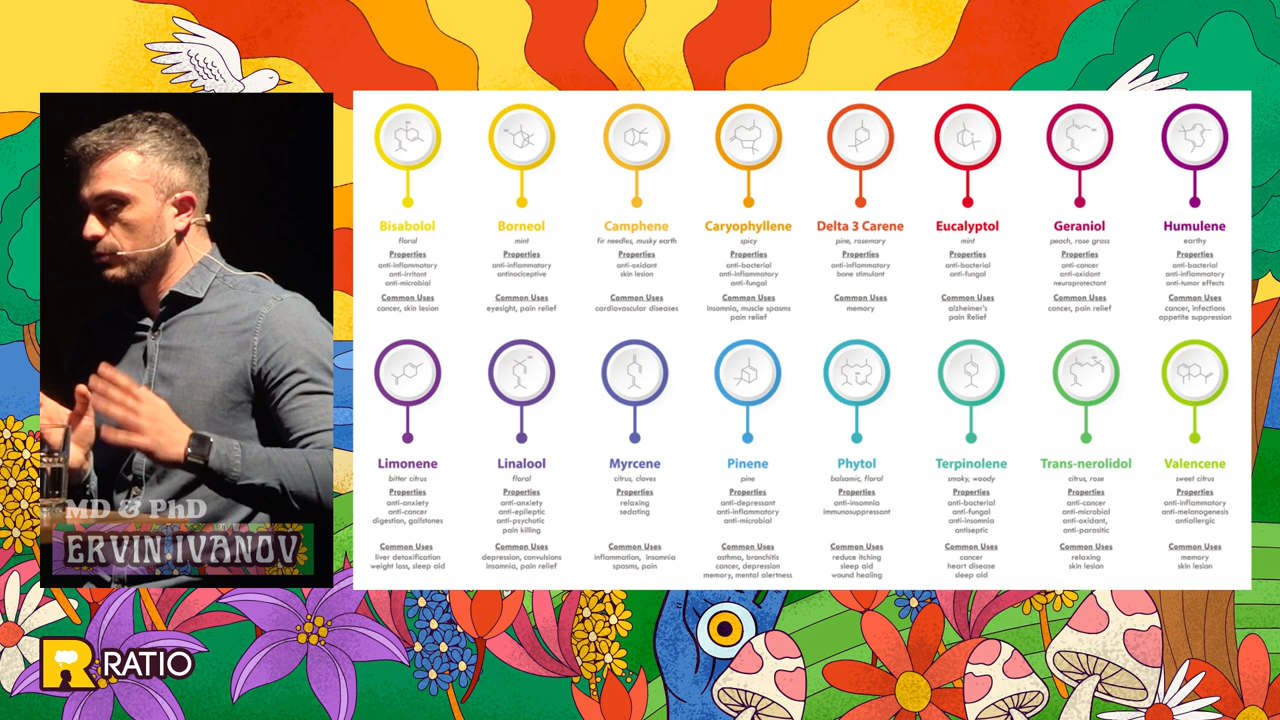 Bisabolol
floral
Properties
anti-inflammatory
anti-irritant
anti-microbial
Common Uses
cancer, skin lesion
Borneol
mint
Properties
anti-inflammatory
antinociceptive
Common Uses
eyesight, pain relief
Camphene
fir needles, musky earth
Properties
anti-oxidant
skin lesion
Common Uses
cardiovascular diseases
Caryophyllene
spicy
Properties
anti-bacterial
anti-inflammatory
anti-fungal
Common Uses
insomnia, muscle spasms
pain relief
Delta 3 Carene
pine, rosemary
Properties
anti-inflammatory
bone stimulant
Common Uses
memory
Eucalyptol
mint
Properties
anti-bacterial
anti-fungal
Common Uses
alzheimer's
pain Relief
Geraniol
peach, rose grass
Properties
anti-cancer
anti-oxidant
neuroprotectant
Common Uses
cancer, pain relief
Humulene
earthy
Properties
anti-bacterial
anti-inflammatory
anti-tumor effects
Common Uses
cancer, infections
appetite suppression
Limonene
bitter citrus
Properties
anti-anxiety
anti-cancer
digestion, gallstones
Common Uses
liver detoxification
weight loss, sleep aid
Linalool
floral
Properties
anti-anxiety
anti-epileptic
anti-psychotic
pain killing
Common Uses
depression, convulsions
insomnia, pain relief
Myrcene
citrus, cloves
Properties
relaxing
sedating
Common Uses
inflammation, insomnia
spasms, pain
Pinene
pine
Properties
anti-depressant
anti-inflammatory
anti-microbial
Common Uses
asthma, bronchitis
cancer, depression
memory, mental alertness
Phytol
balsamic, floral
Properties
anti-insomnia
immunosuppressant
Common Uses
reduce itching
sleep aid
wound healing
Terpinolene
smoky, woody
Properties
anti-bacterial
anti-fungal
anti-insomnia
antiseptic
Common Uses
cancer
heart disease
sleep aid
Trans-nerolidol
citrus, rose
Properties
anti-cancer
anti-microbial
anti-oxidant,
anti-parasitic
Common Uses
relaxing
skin lesion
Valencene
sweet citrus
Properties
anti-inflammatory
anti-melanogenesis
antiallergic
Common Uses
memory
skin lesion
MD & PhD
ERVIN IVANOV
RATIO